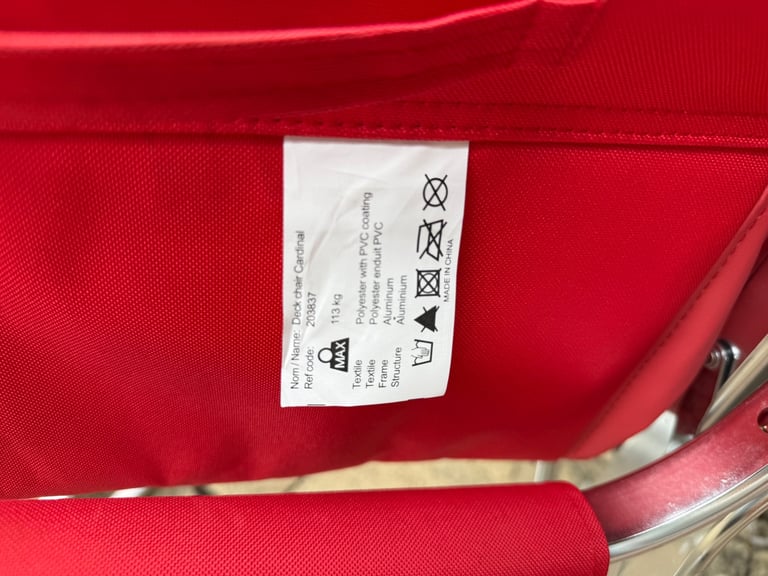 Nom / Name: Deck chair Cardinal
Ref code: 203837
MAX 113 kg
Textile Polyester with PVC coating
Textile Polyester enduit PVC
Frame Aluminum
Structure Aluminium
MADE IN CHINA